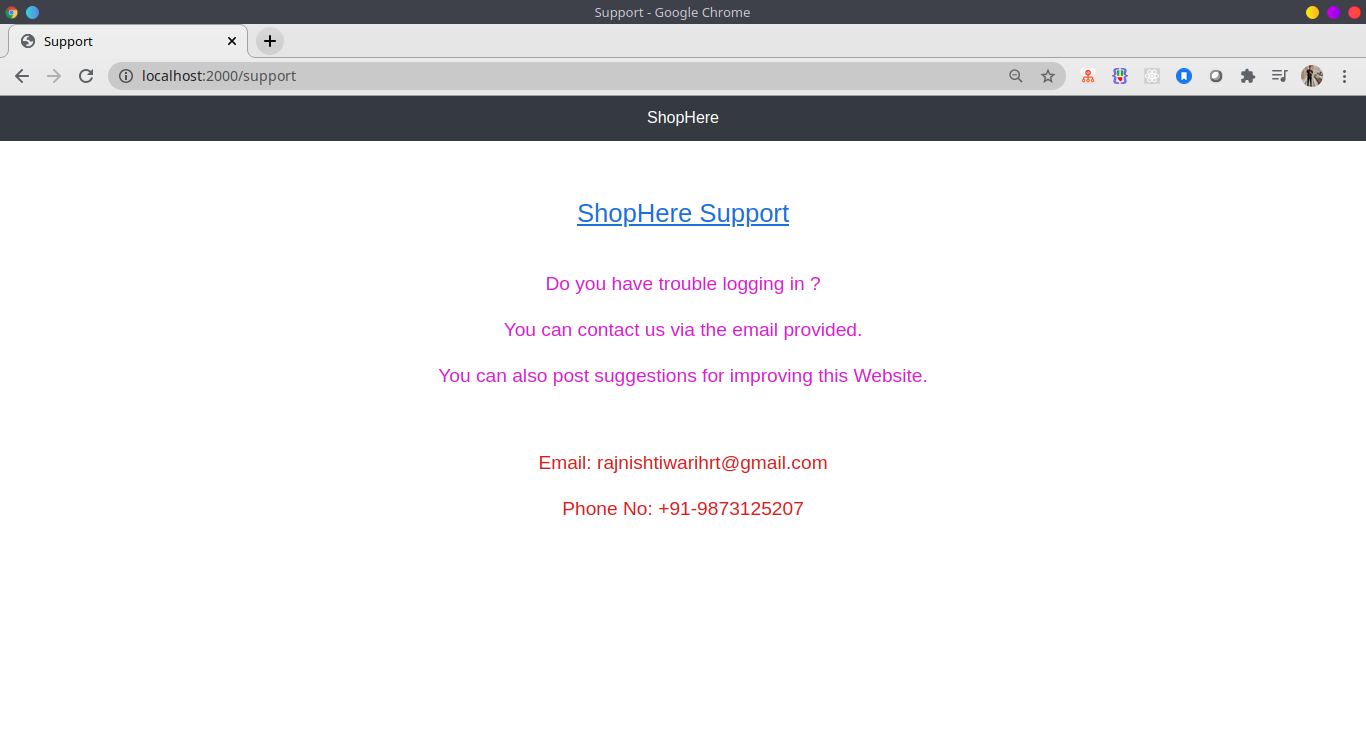 Support - Google Chrome
Support
localhost:2000/support
ShopHere
ShopHere Support
Do you have trouble logging in ?
You can contact us via the email provided.
You can also post suggestions for improving this Website.
Email: rajnishtiwarihrt@gmail.com
Phone No: +91-9873125207